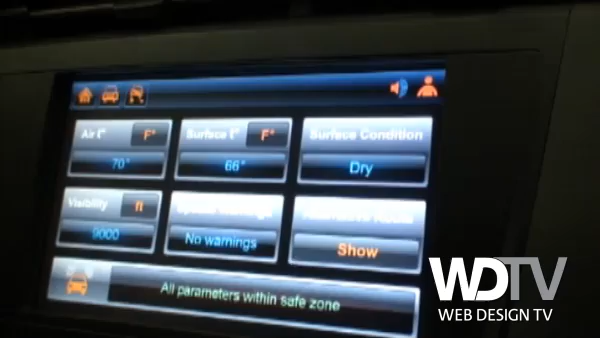 Air t° F°
70°
Surface t° F°
66°
Surface Condition
Dry
Visibility ft
9000
No warnings
Show
All parameters within safe zone
WDTV
WEB DESIGN TV